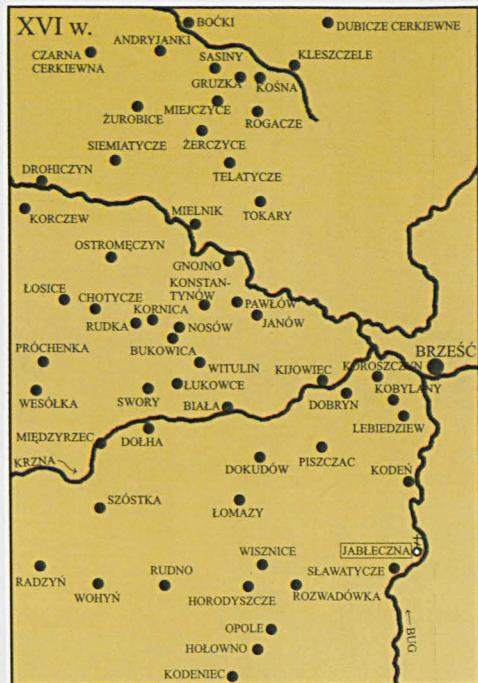 XVI w.
BOĆKI
DUBICZE CERKIEWNE
ANDRYJANKI
CZARNA
CERKIEWNA
SASINY
KLESZCZELE
GRUZKA
KOŚNA
ŻUROBICE
MIEJCZYCE
ROGACZE
ŻERCZYCE
SIEMIATYCZE
TELATYCZE
DROHICZYN
KORCZEW
MIELNIK
TOKARY
OSTROMĘCZYN
GNOJNO
ŁOSICE
CHOTYCZE
KONSTAN-
TYNÓW
PAWŁÓW
KORNICA
RUDKA
NOSÓW
JANÓW
BUKOWICA
PRÓCHENKA
WITULIN
KIJOWIEC
KOROSZCZYN
BRZEŚĆ
WESÓŁKA
SWORY
ŁUKOWCE
BIAŁA
DOBRYN
KOBYLANY
LEBIEDZIEW
MIĘDZYRZEC
DOŁHA
KRZNA
DOKUDÓW
PISZCZAC
KODEŃ
SZÓSTKA
ŁOMAZY
JABŁECZNA
WISZNICE
SŁAWATYCZE
RADZYŃ
WOHYŃ
RUDNO
HORODYSZCZE
ROZWADÓWKA
BUG
OPOLE
HOŁOWNO
KODENIEC